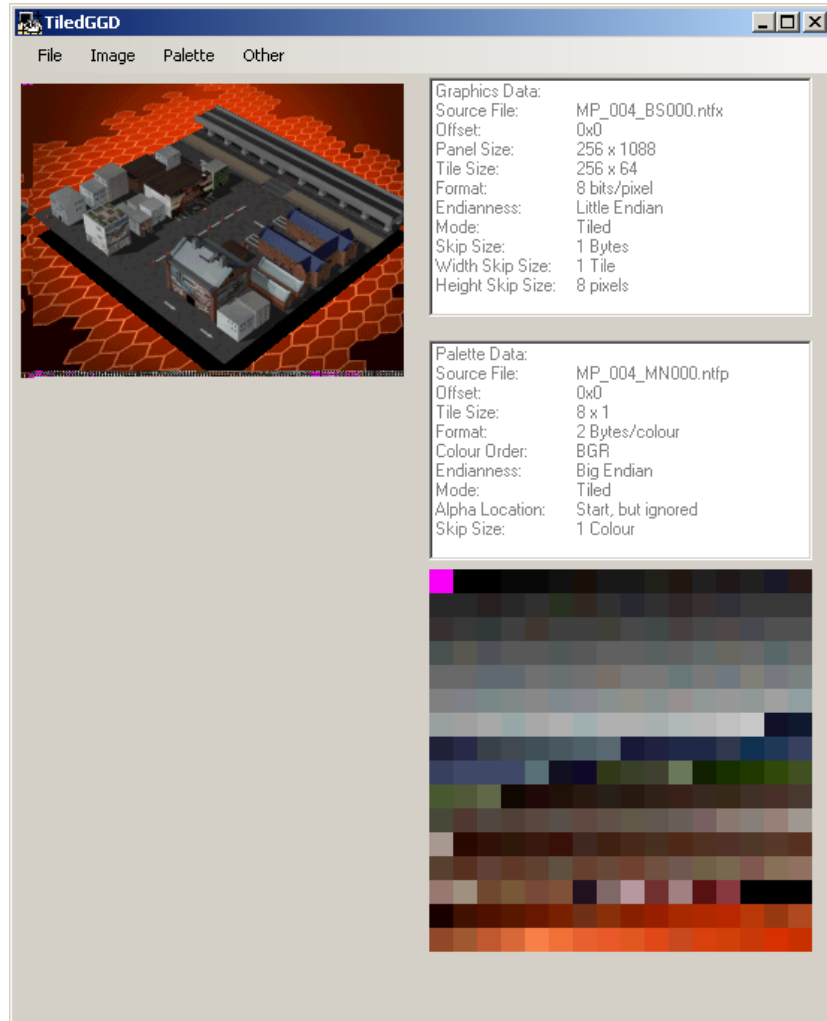 TiledGGD
File Image Palette Other
Graphics Data:
Source File: MP_004_BS000.ntfx
Offset: 0x0
Panel Size: 256 x 1088
Tile Size: 256 x 64
Format: 8 bits/pixel
Endianness: Little Endian
Mode: Tiled
Skip Size: 1 Bytes
Width Skip Size: 1 Tile
Height Skip Size: 8 pixels
Palette Data:
Source File: MP_004_MN000.ntfp
Offset: 0x0
Tile Size: 8 x 1
Format: 2 Bytes/colour
Colour Order: BGR
Endianness: Big Endian
Mode: Tiled
Alpha Location: Start, but ignored
Skip Size: 1 Colour